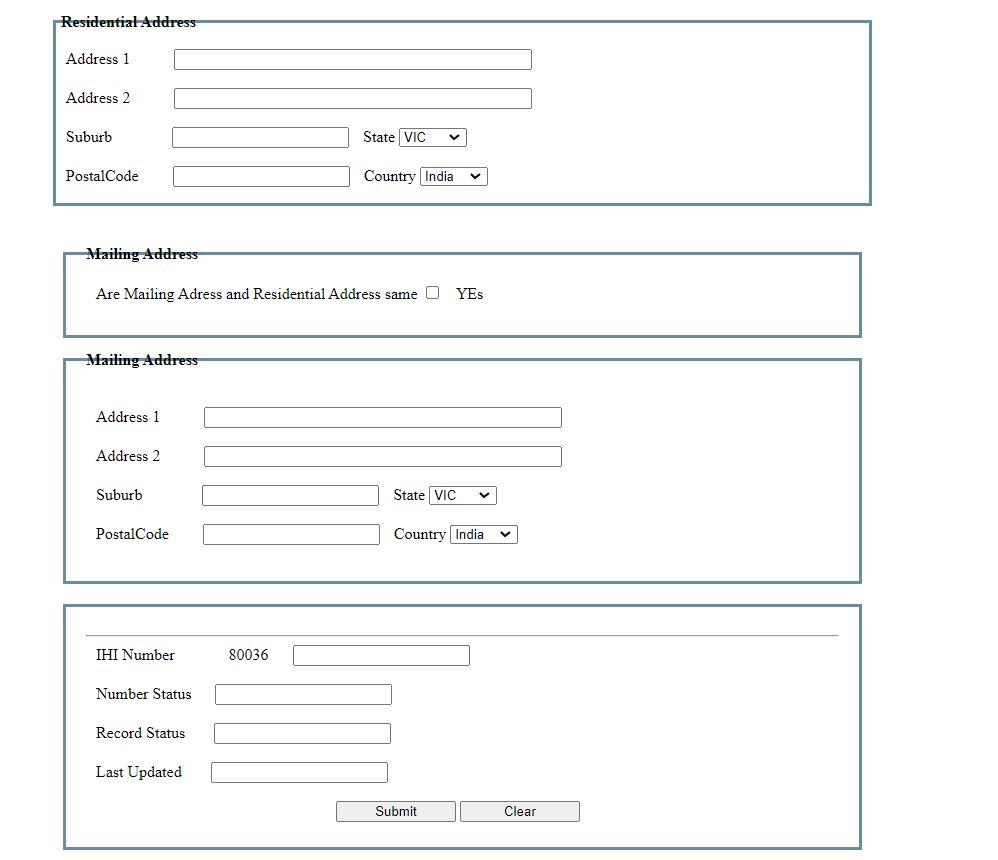 Residential Address
Address 1
Address 2
Suburb State VIC
PostalCode Country India
Mailing Address
Are Mailing Adress and Residential Address same YEs
Mailing Address
Address 1
Address 2
Suburb State VIC
PostalCode Country India
IHI Number 80036
Number Status
Record Status
Last Updated
Submit Clear